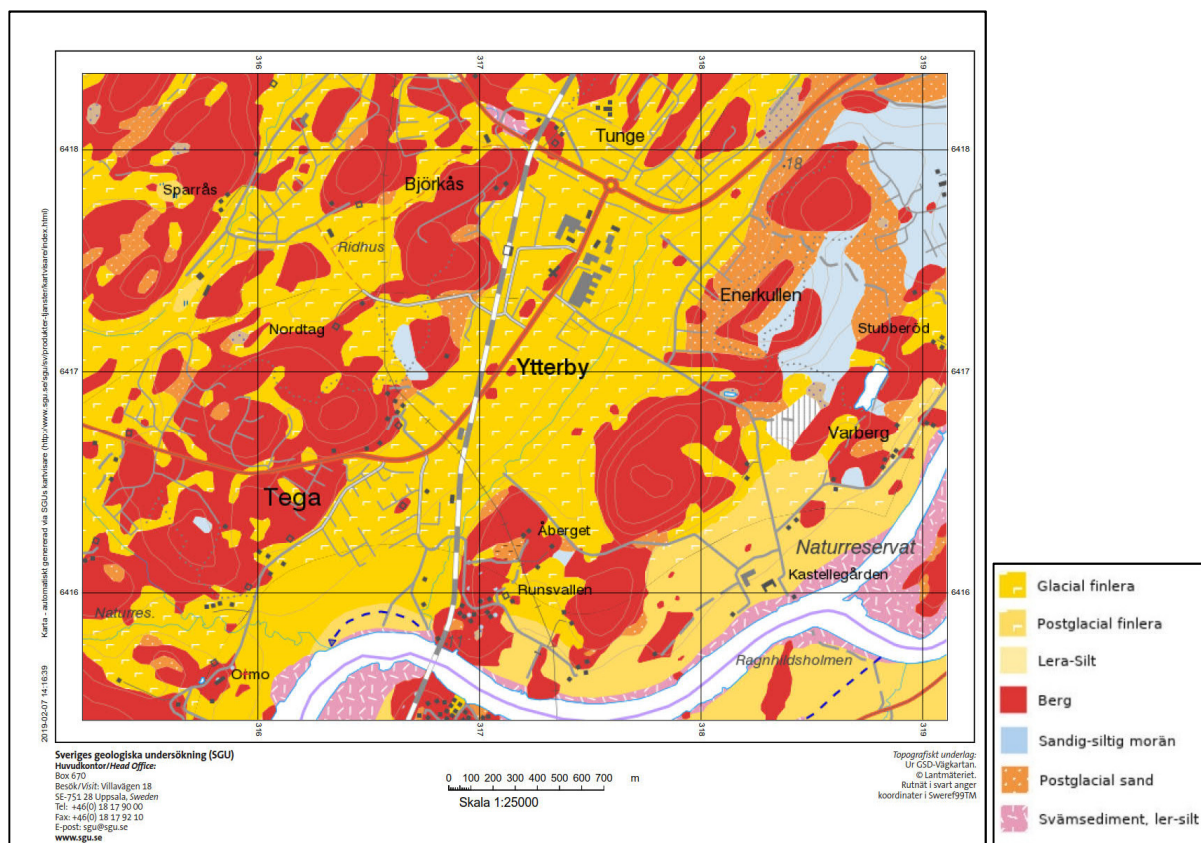 316
317
318
319
6418
6418
Tunge
18
Björkås
Sparrås
Ridhus
Enerkullen
Nordtag
Stubberöd
Ytterby
6417
6417
Varberg
Tega
Åberget
Naturreservat
Kastellegården
Runsvallen
6416
6416
Naturres.
11
Ragnhildsholmen
Otmo
316
317
318
319
2019-02-07 14:16:39
Karta - automatiskt genererad via SGUs kartvisare (http://www.sgu.se/sgu/sv/produkter-tjanster/kartvisare/index.html)
Sveriges geologiska undersökning (SGU)
Huvudkontor/Head Office:
Box 670
Besök/Visit: Villavägen 18
SE-751 28 Uppsala, Sweden
Tel: +46(0) 18 17 90 00
Fax: +46(0) 18 17 92 10
E-post: sgu@sgu.se
www.sgu.se
0 100 200 300 400 500 600 700 m
Skala 1:25000
Topografiskt underlag:
Ur GSD-Vägkartan.
© Lantmäteriet.
Rutnät i svart anger
koordinater i Sweref99TM
Glacial finlera
Postglacial finlera
Lera-Silt
Berg
Sandig-siltig morän
Postglacial sand
Svämsediment, ler-silt